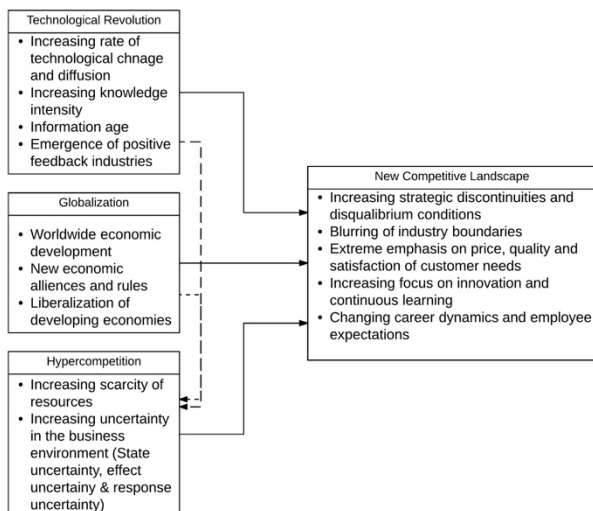 Technological Revolution
• Increasing rate of
technological chnage
and diffusion
• Increasing knowledge
intensity
• Information age
• Emergence of positive
feedback industries
Globalization
• Worldwide economic
development
• New economic
alliences and rules
• Liberalization of
developing economies
Hypercompetition
• Increasing scarcity of
resources
• Increasing uncertainty
in the business
environment (State
uncertainty, effect
uncertainy & response
uncertainty)
New Competitive Landscape
• Increasing strategic discontinuities and
disqualibrium conditions
• Blurring of industry boundaries
• Extreme emphasis on price, quality and
satisfaction of customer needs
• Increasing focus on innovation and
continuous learning
• Changing career dynamics and employee
expectations